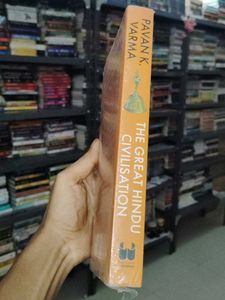 PAVAN K.
VARMA
THE GREAT HINDU
CIVILISATION